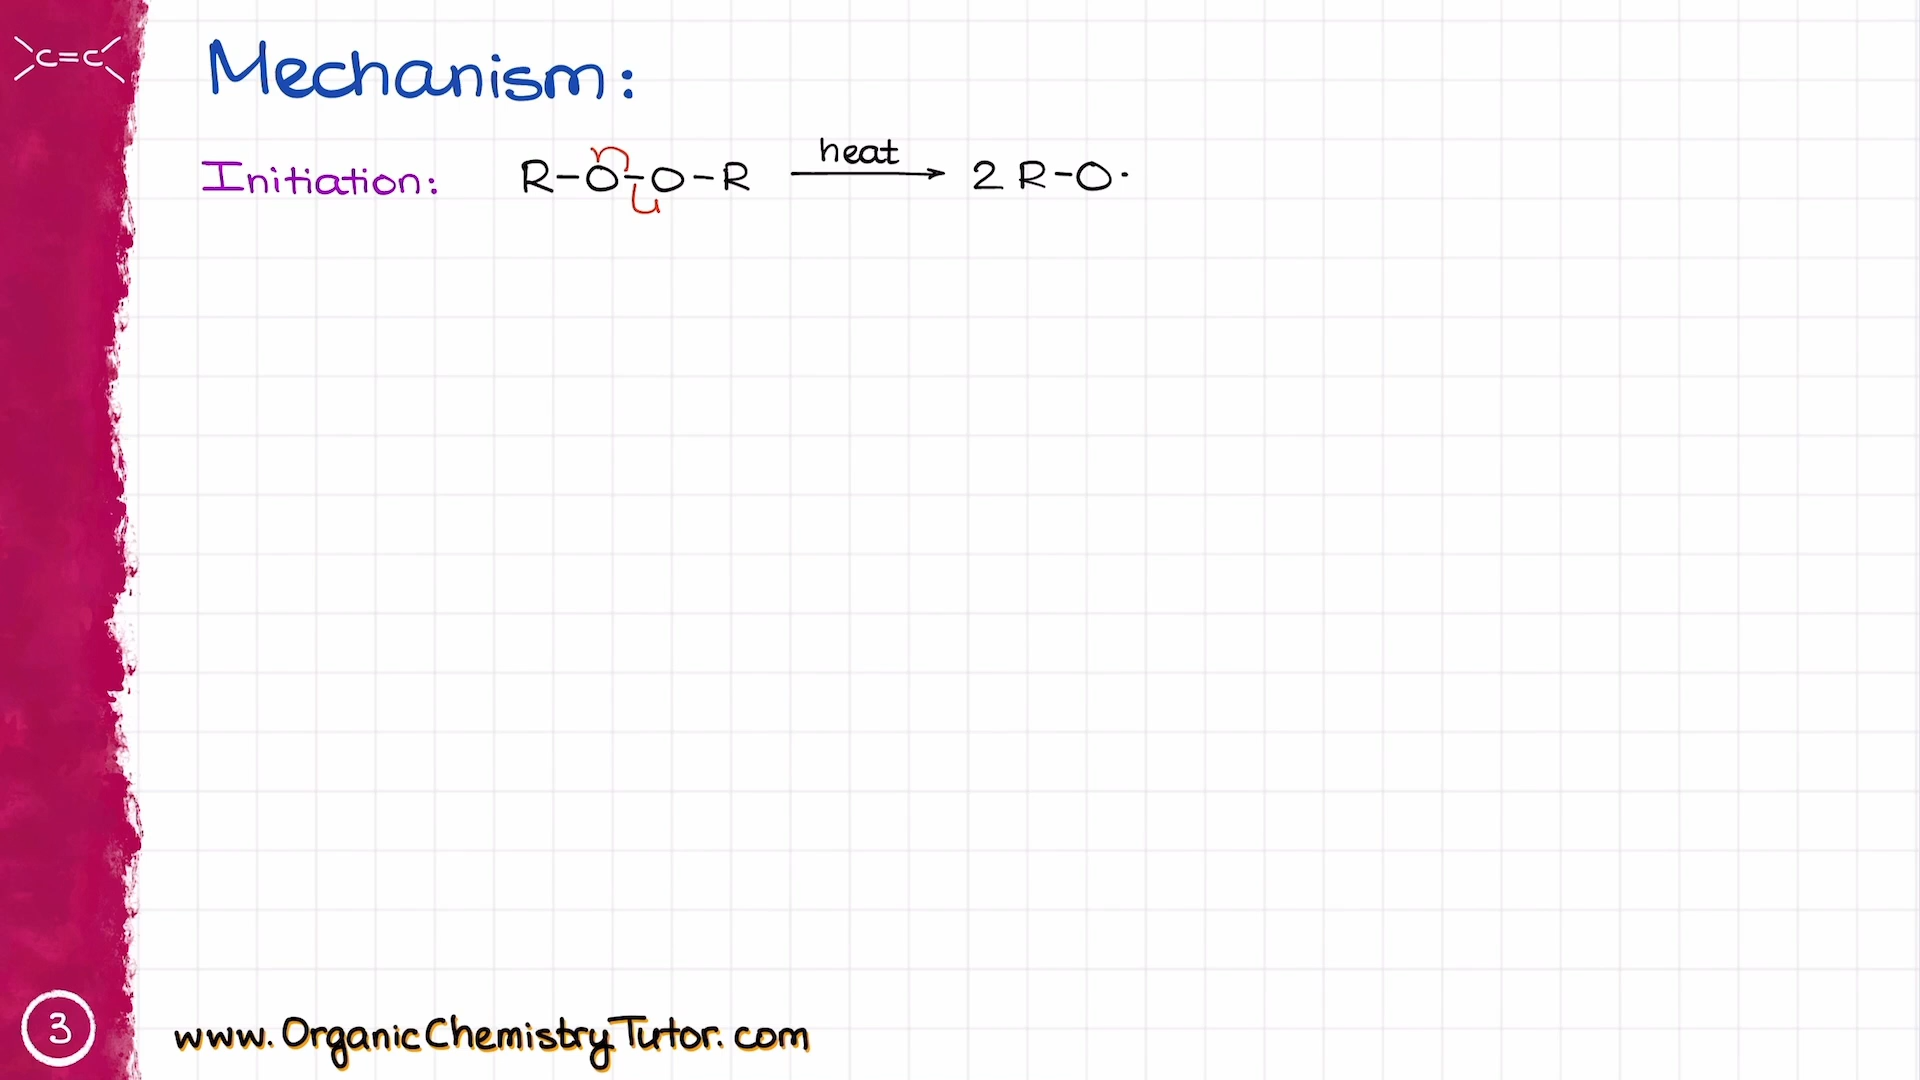 C=C
Mechanism:
heat
Initiation: R-O-O-R → 2 R-O·
3
www.OrganicChemistryTutor.com